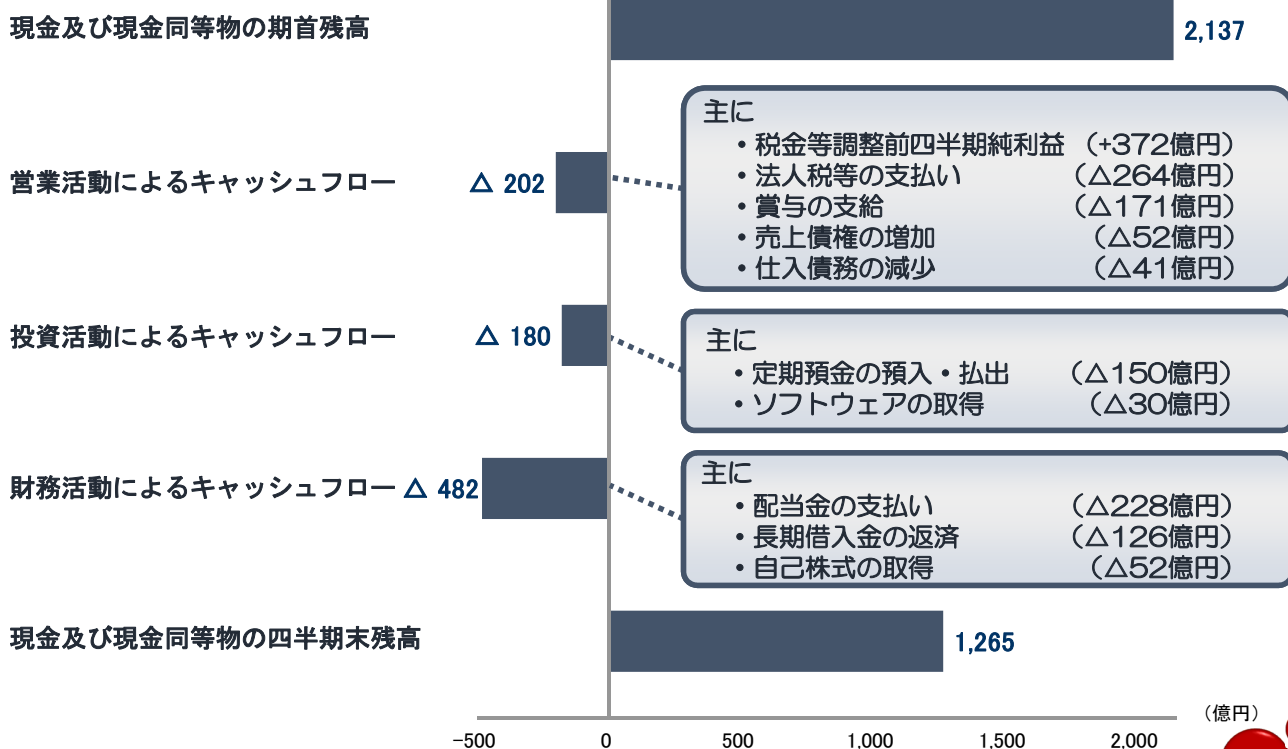 現金及び現金同等物の期首残高
2,137
営業活動によるキャッシュフロー
△ 202
主に
・税金等調整前四半期純利益 （+372億円）
・法人税等の支払い （△264億円）
・賞与の支給 （△171億円）
・売上債権の増加 （△52億円）
・仕入債務の減少 （△41億円）
投資活動によるキャッシュフロー
△ 180
主に
・定期預金の預入・払出 （△150億円）
・ソフトウェアの取得 （△30億円）
財務活動によるキャッシュフロー
△ 482
主に
・配当金の支払い （△228億円）
・長期借入金の返済 （△126億円）
・自己株式の取得 （△52億円）
現金及び現金同等物の四半期末残高
1,265
（億円）
-500 0 500 1,000 1,500 2,000